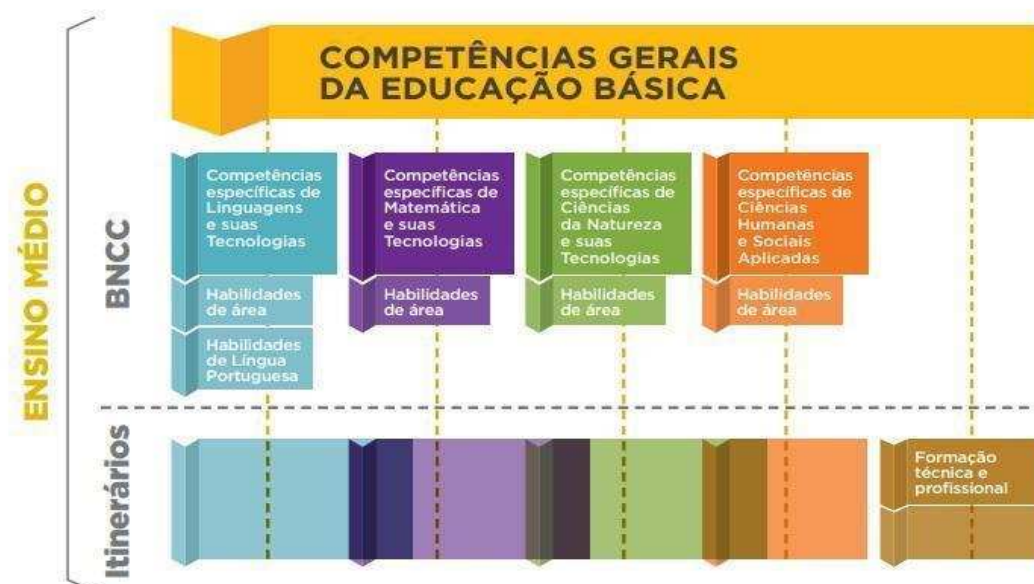 COMPETÊNCIAS GERAIS
DA EDUCAÇÃO BÁSICA
ENSINO MÉDIO
BNCC
Competências
específicas de
Linguagens
e suas
Tecnologias
Habilidades
de área
Habilidades
de Língua
Portuguesa
Competências
específicas de
Matemática
e suas
Tecnologias
Habilidades
de área
Competências
específicas de
Ciências
da Natureza
e suas
Tecnologias
Habilidades
de área
Competências
específicas de
Ciências
Humanas
e Sociais
Aplicadas
Habilidades
de área
Itinerários
Formação
técnica e
profissional